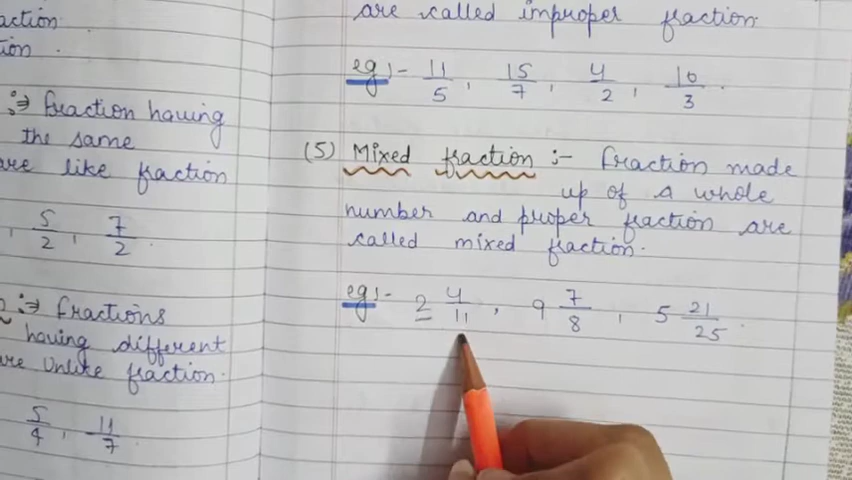 action
ion.
:⇒ fraction having
the same
are like fraction
, 5/2, 7/2.
:⇒ fractions
having different
are Unlike fraction.
5/4, 11/7
are called improper fraction
eg:- 11/5, 15/7, 4/2, 10/3.
(5) Mixed fraction :- Fraction made
up of a whole
number and proper fraction are
called mixed fraction.
eg:- 2 4/11, 9 7/8, 5 21/25.